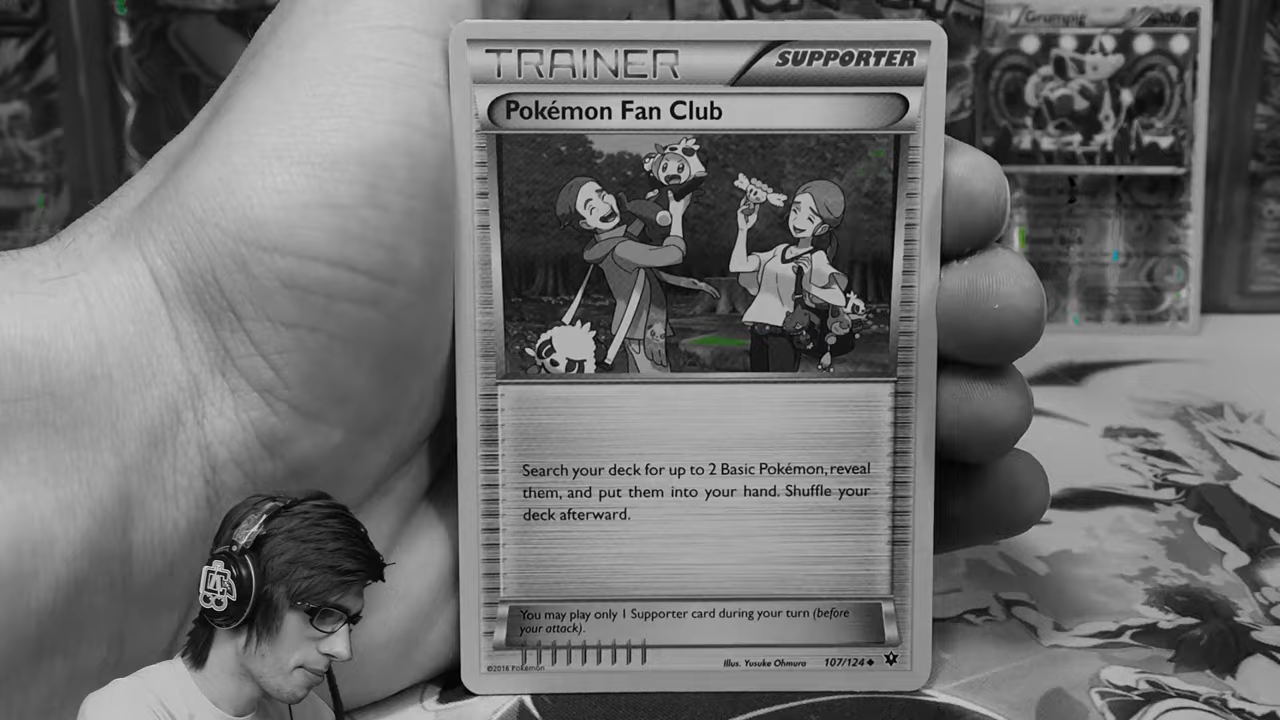 TRAINER
SUPPORTER
Pokémon Fan Club
Search your deck for up to 2 Basic Pokémon, reveal
them, and put them into your hand. Shuffle your
deck afterward.
You may play only 1 Supporter card during your turn (before
your attack).
©2016 Pokémon
Illus. Yusuke Ohmura
107/124
Grumpig